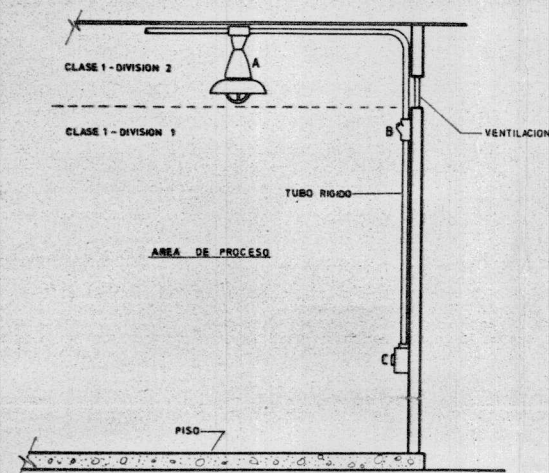 CLASE 1 - DIVISION 2
A
CLASE 1 - DIVISION 1
B
VENTILACION
TUBO RIGIDO
AREA DE PROCESO
C
PISO